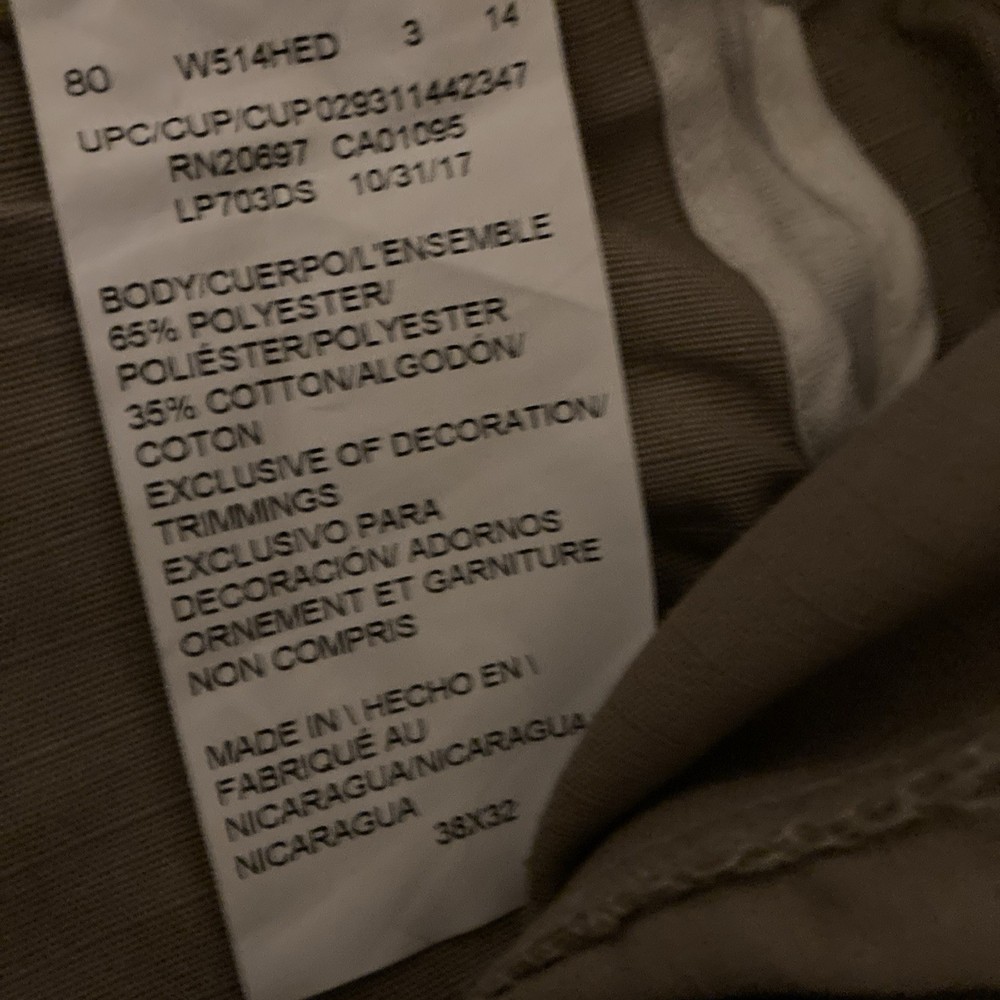 80 W514HED 3 14
UPC/CUP/CUP 029311442347
RN20697 CA01095
LP703DS 10/31/17
BODY/CUERPO/L'ENSEMBLE
65% POLYESTER/
POLIÉSTER/POLYESTER
35% COTTON/ALGODÓN/
COTON
EXCLUSIVE OF DECORATION/
TRIMMINGS
EXCLUSIVO PARA
DECORACIÓN/ ADORNOS
ORNEMENT ET GARNITURE
NON COMPRIS
MADE IN \ HECHO EN \
FABRIQUÉ AU
NICARAGUA/NICARAGUA
NICARAGUA 38X32